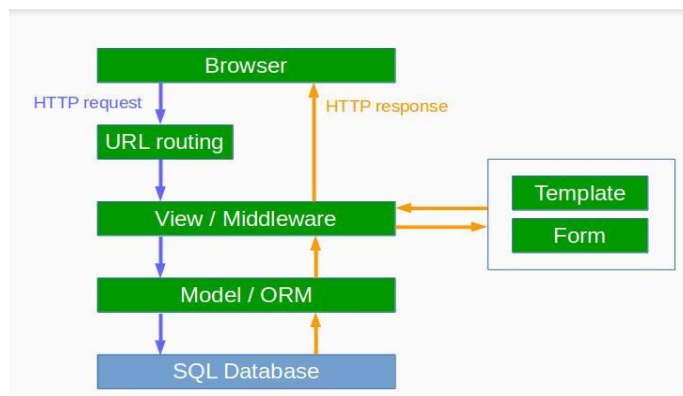 Browser
HTTP request
HTTP response
URL routing
View / Middleware
Template
Form
Model / ORM
SQL Database